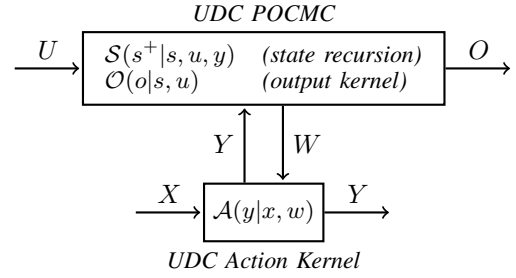 UDC POCMC
U
S(s⁺|s, u, y) (state recursion)
O(o|s, u) (output kernel)
O
Y
W
X
A(y|x, w)
Y
UDC Action Kernel